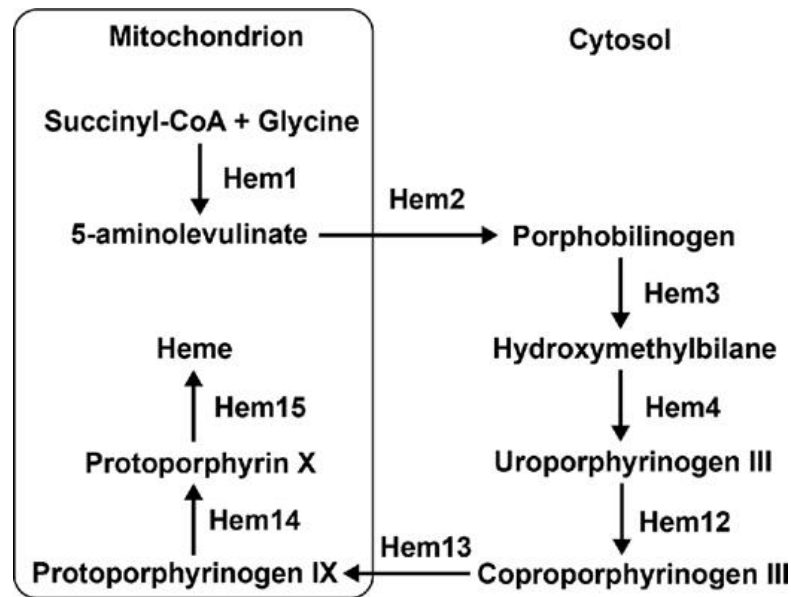 Mitochondrion
Cytosol
Succinyl-CoA + Glycine
Hem1
5-aminolevulinate
Hem2
Porphobilinogen
Hem3
Hydroxymethylbilane
Hem4
Uroporphyrinogen III
Hem12
Coproporphyrinogen III
Hem13
Protoporphyrinogen IX
Hem14
Protoporphyrin X
Hem15
Heme